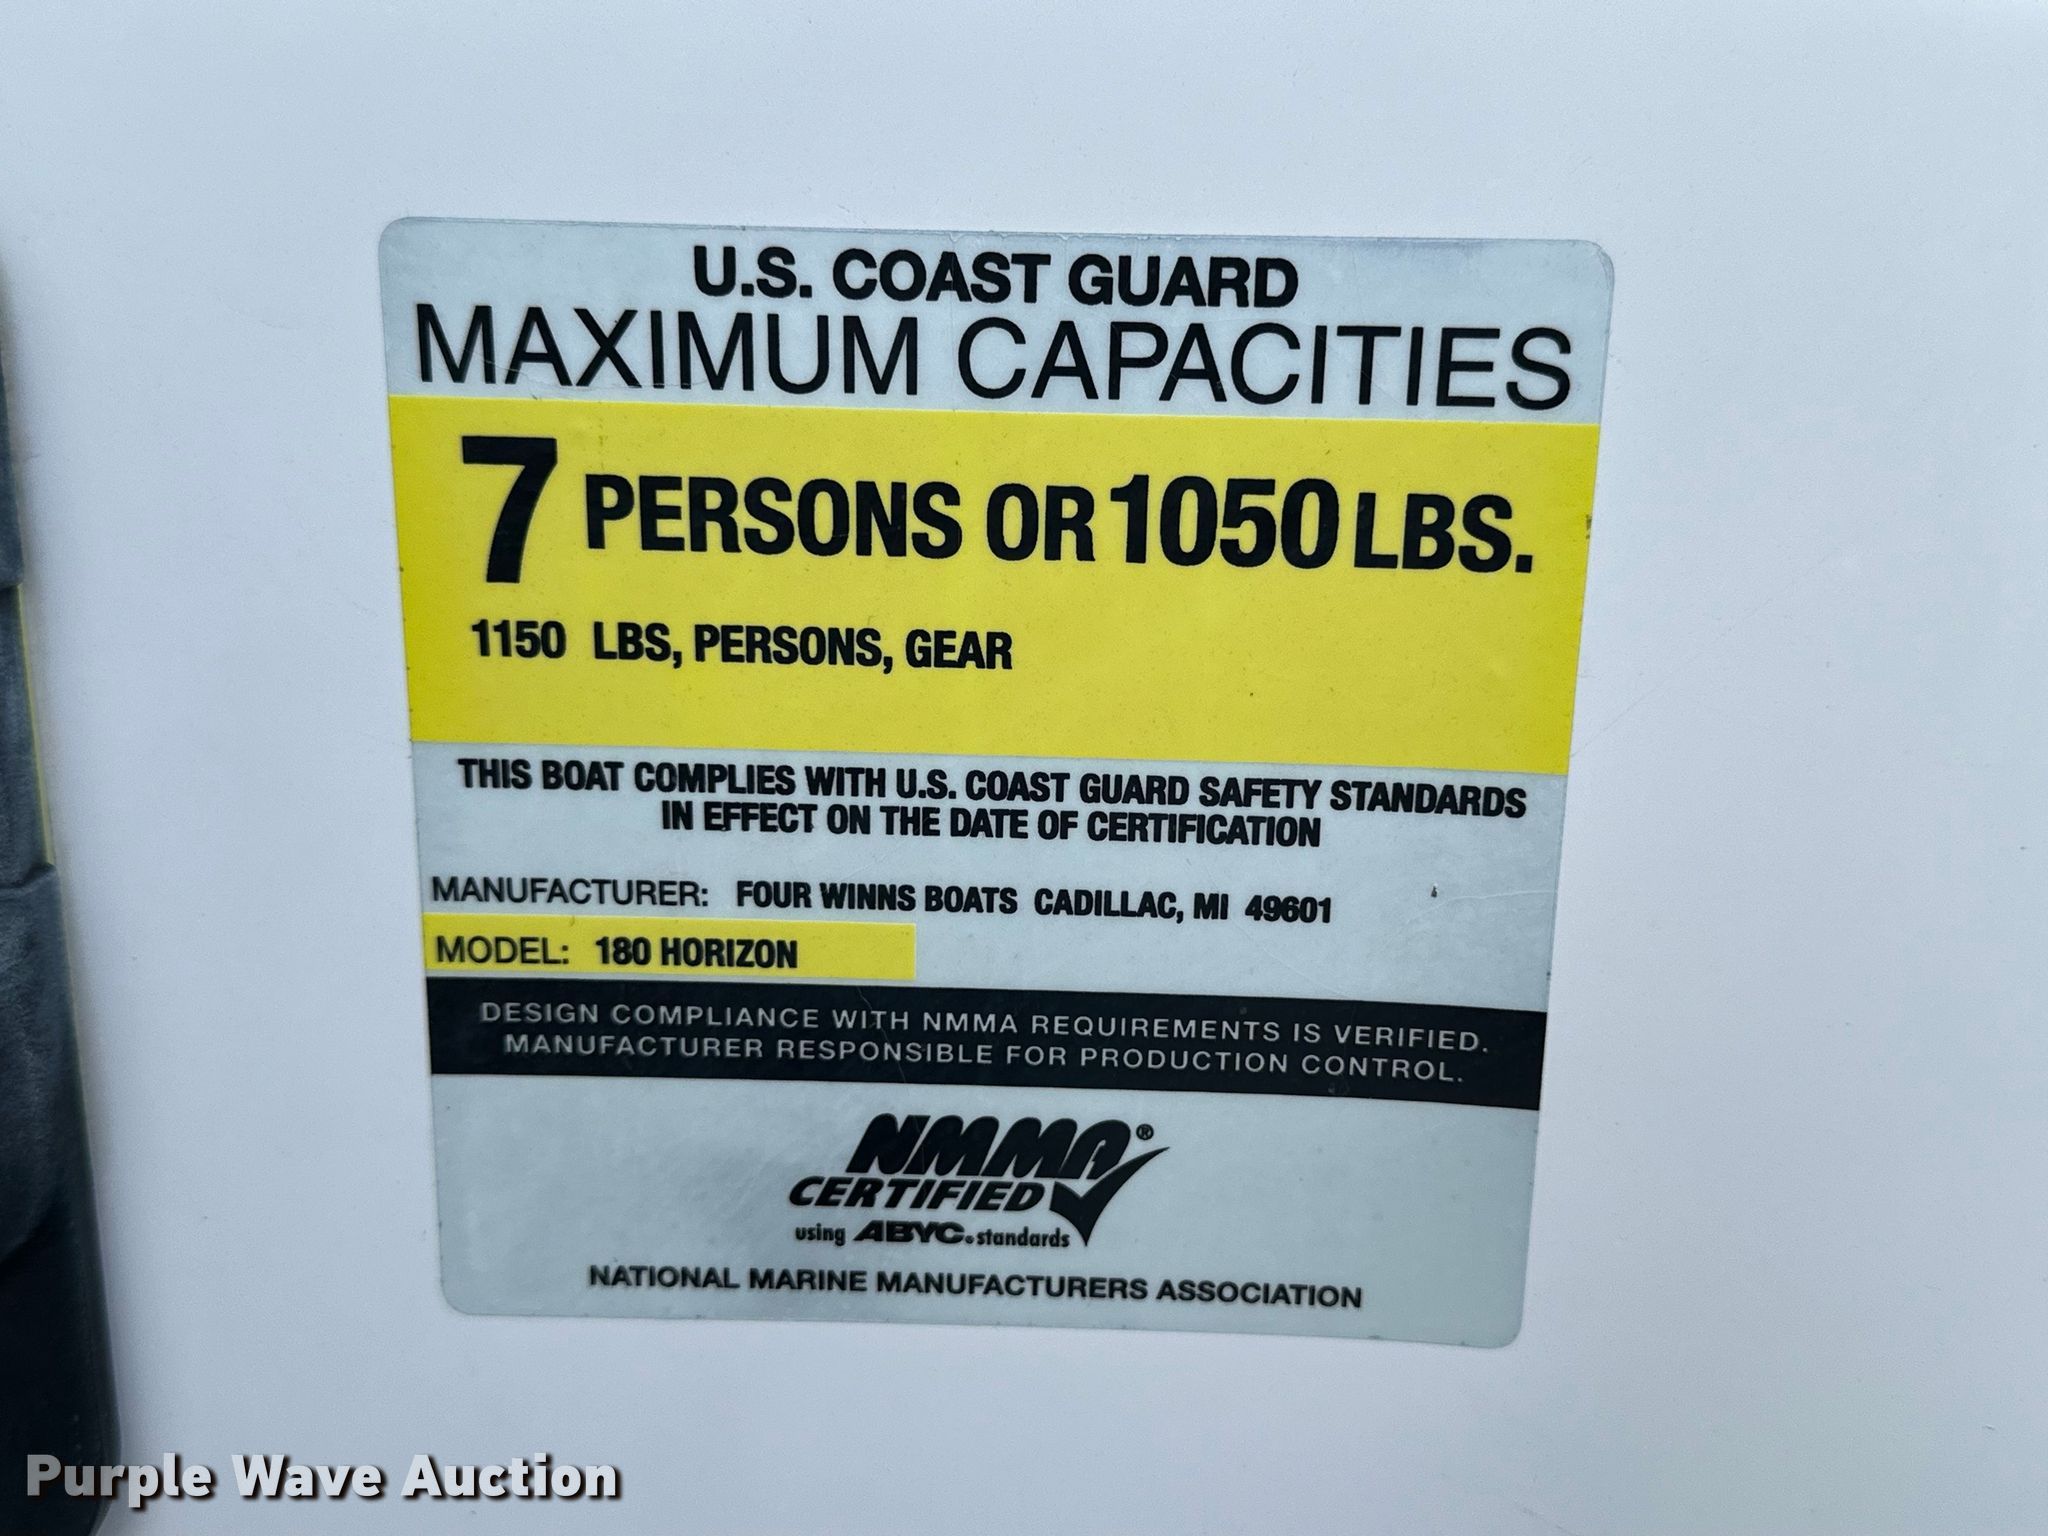 U.S. COAST GUARD
MAXIMUM CAPACITIES
7 PERSONS OR 1050 LBS.
1150 LBS, PERSONS, GEAR
THIS BOAT COMPLIES WITH U.S. COAST GUARD SAFETY STANDARDS
IN EFFECT ON THE DATE OF CERTIFICATION
MANUFACTURER: FOUR WINNS BOATS CADILLAC, MI 49601
MODEL: 180 HORIZON
DESIGN COMPLIANCE WITH NMMA REQUIREMENTS IS VERIFIED.
MANUFACTURER RESPONSIBLE FOR PRODUCTION CONTROL.
NMMA®
CERTIFIED
using ABYC® standards
NATIONAL MARINE MANUFACTURERS ASSOCIATION
Purple Wave Auction